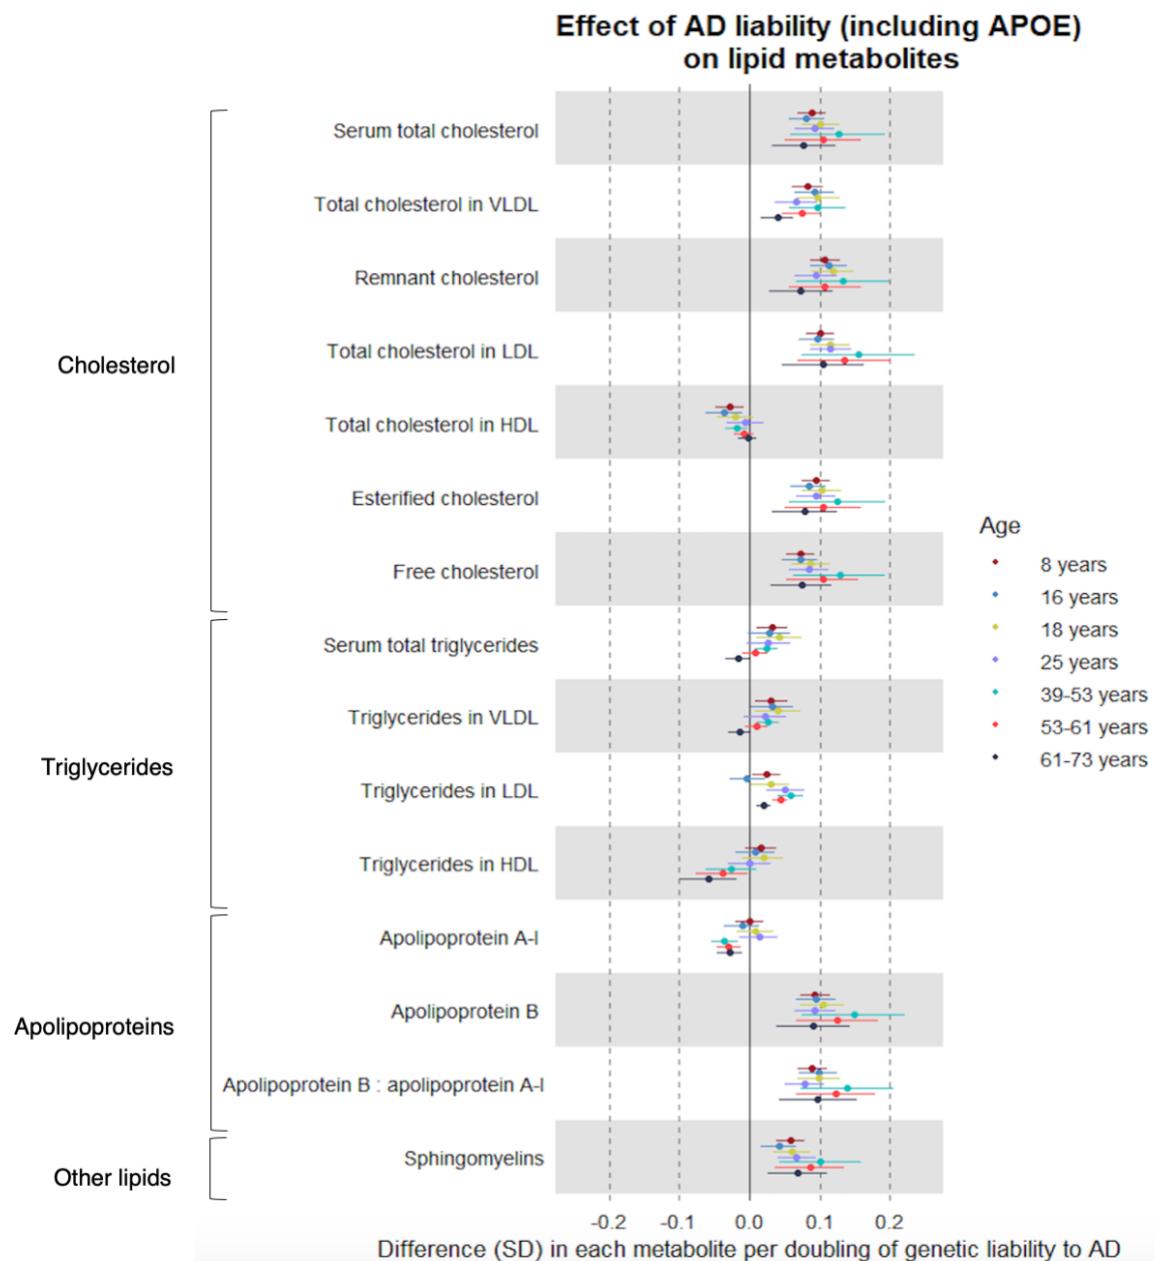 Effect of AD liability (including APOE)
on lipid metabolites
Cholesterol
Serum total cholesterol
Total cholesterol in VLDL
Remnant cholesterol
Total cholesterol in LDL
Total cholesterol in HDL
Esterified cholesterol
Free cholesterol
Triglycerides
Serum total triglycerides
Triglycerides in VLDL
Triglycerides in LDL
Triglycerides in HDL
Apolipoproteins
Apolipoprotein A-I
Apolipoprotein B
Apolipoprotein B : apolipoprotein A-I
Other lipids
Sphingomyelins
Age
8 years
16 years
18 years
25 years
39-53 years
53-61 years
61-73 years
-0.2 -0.1 0.0 0.1 0.2
Difference (SD) in each metabolite per doubling of genetic liability to AD